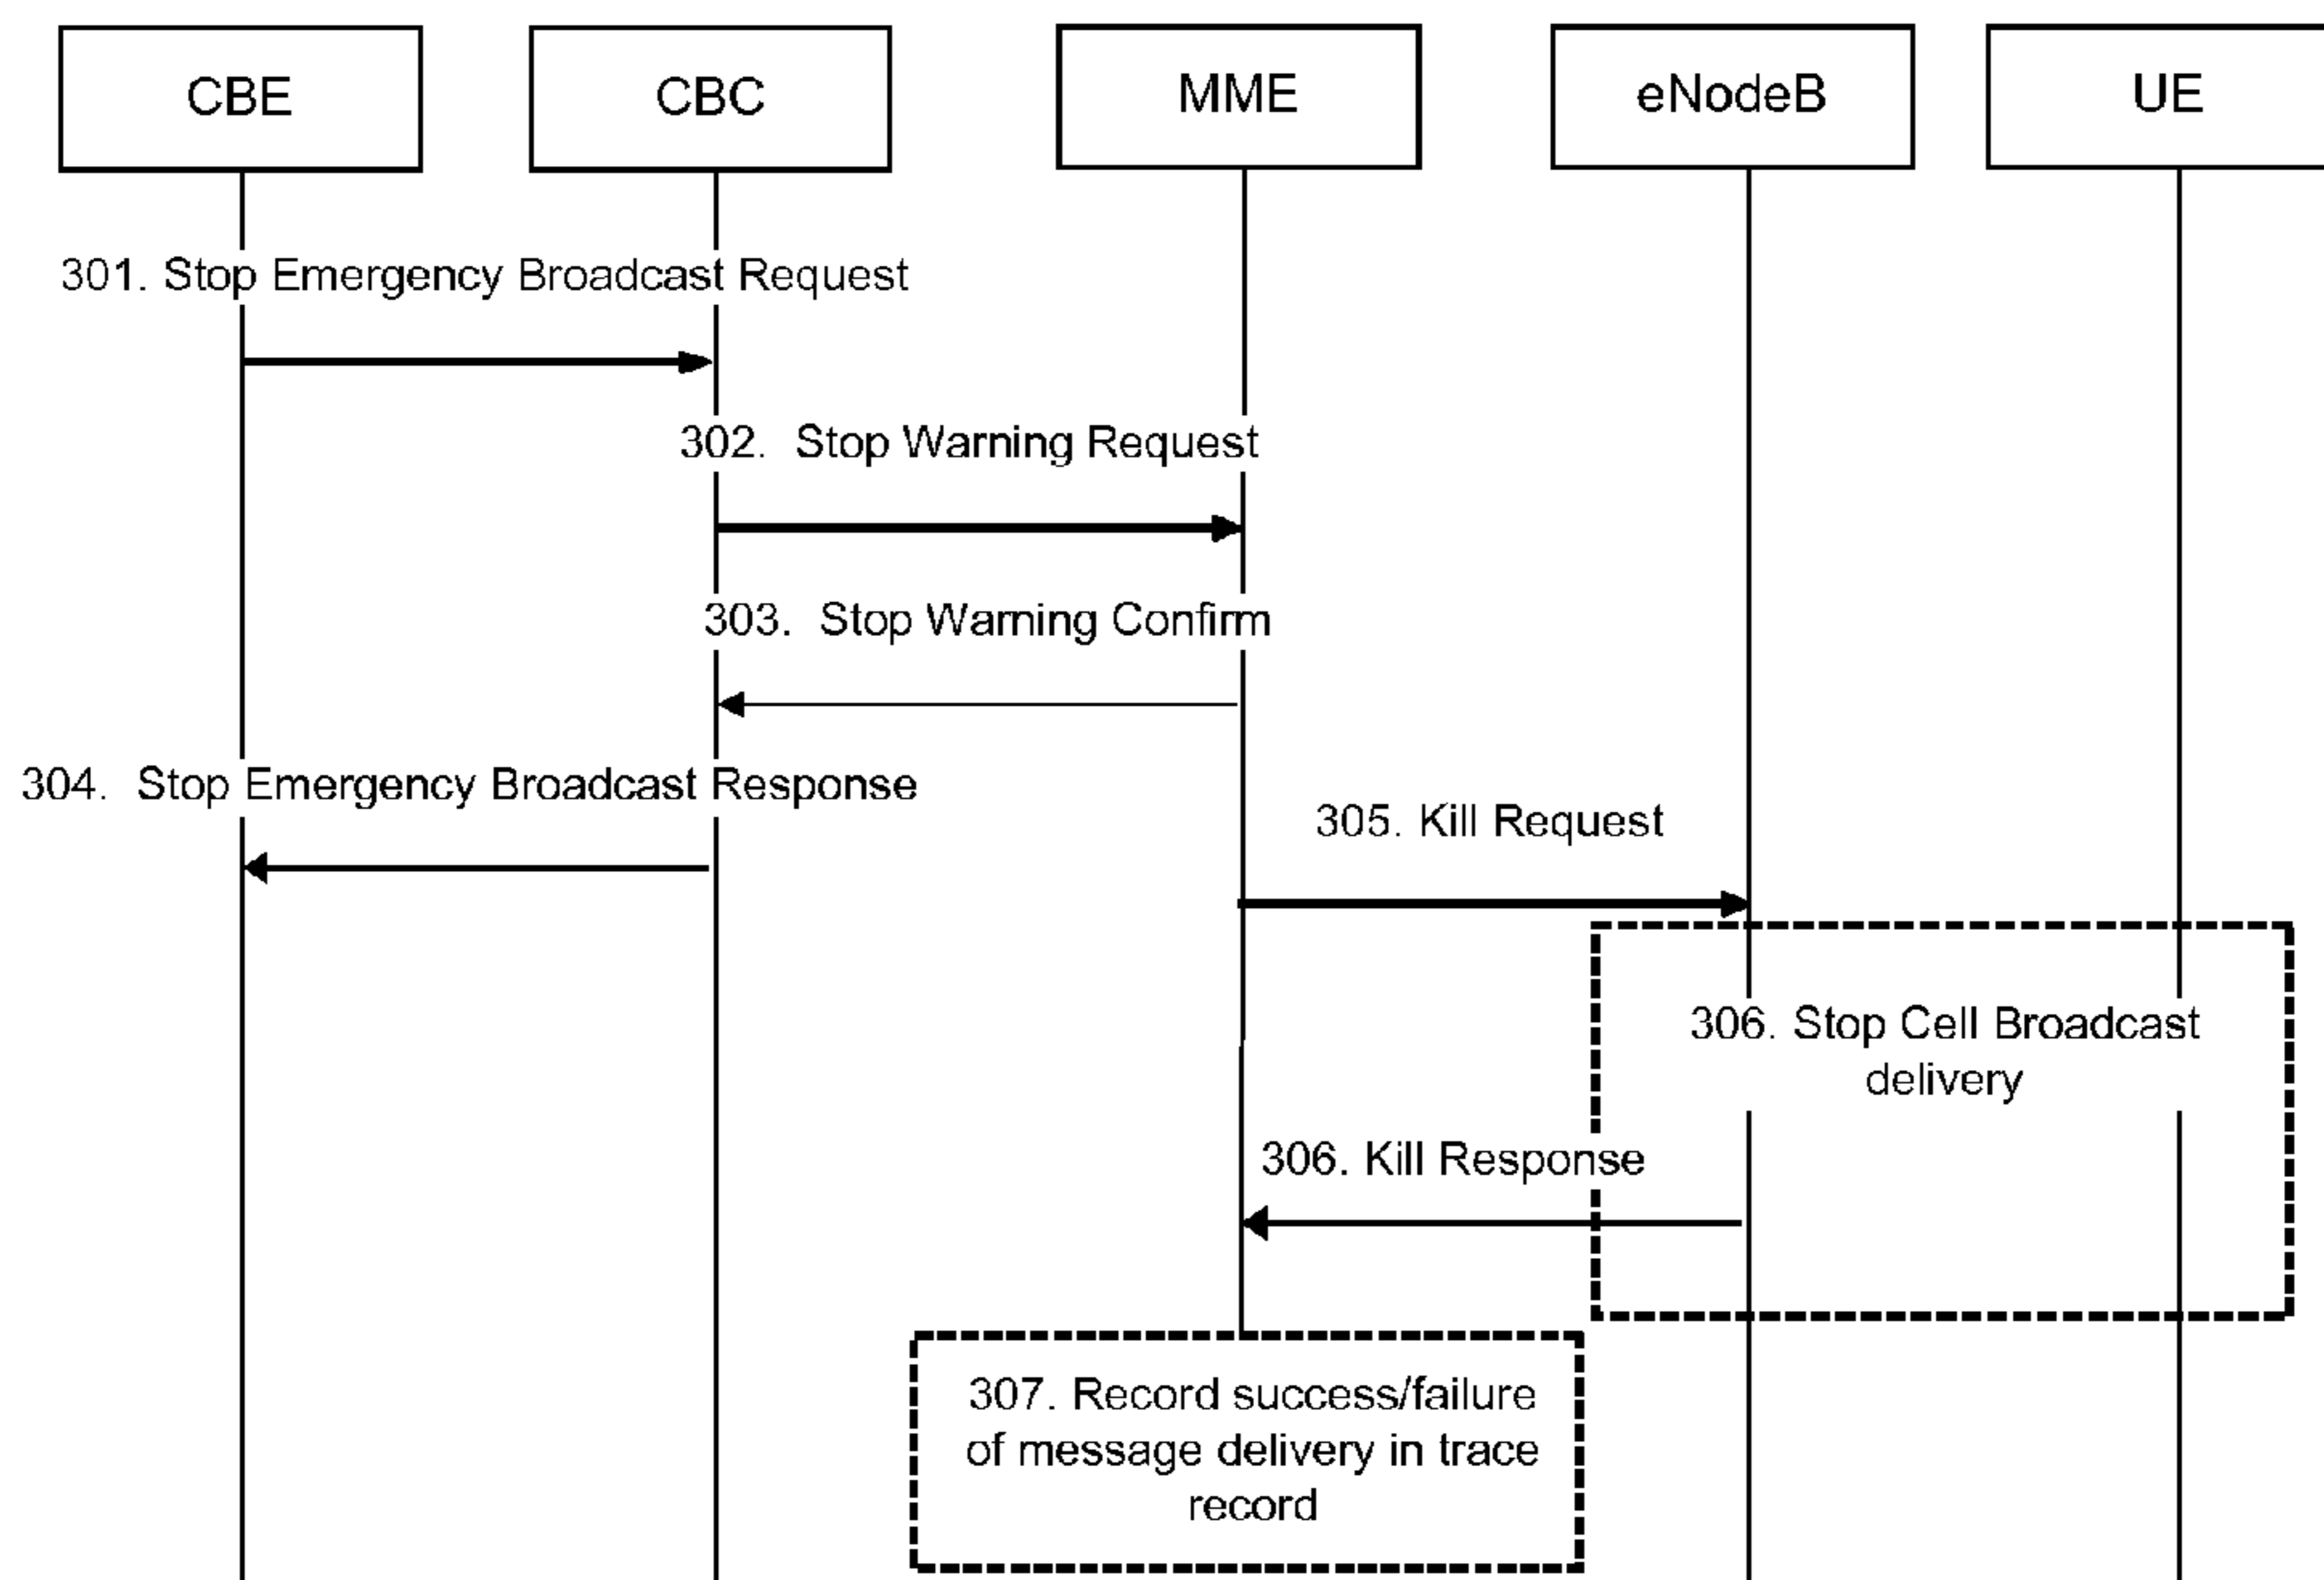 CBE
CBC
MME
eNodeB
UE
301. Stop Emergency Broadcast Request
302. Stop Warning Request
303. Stop Warning Confirm
304. Stop Emergency Broadcast Response
305. Kill Request
306. Stop Cell Broadcast
delivery
306. Kill Response
307. Record success/failure
of message delivery in trace
record